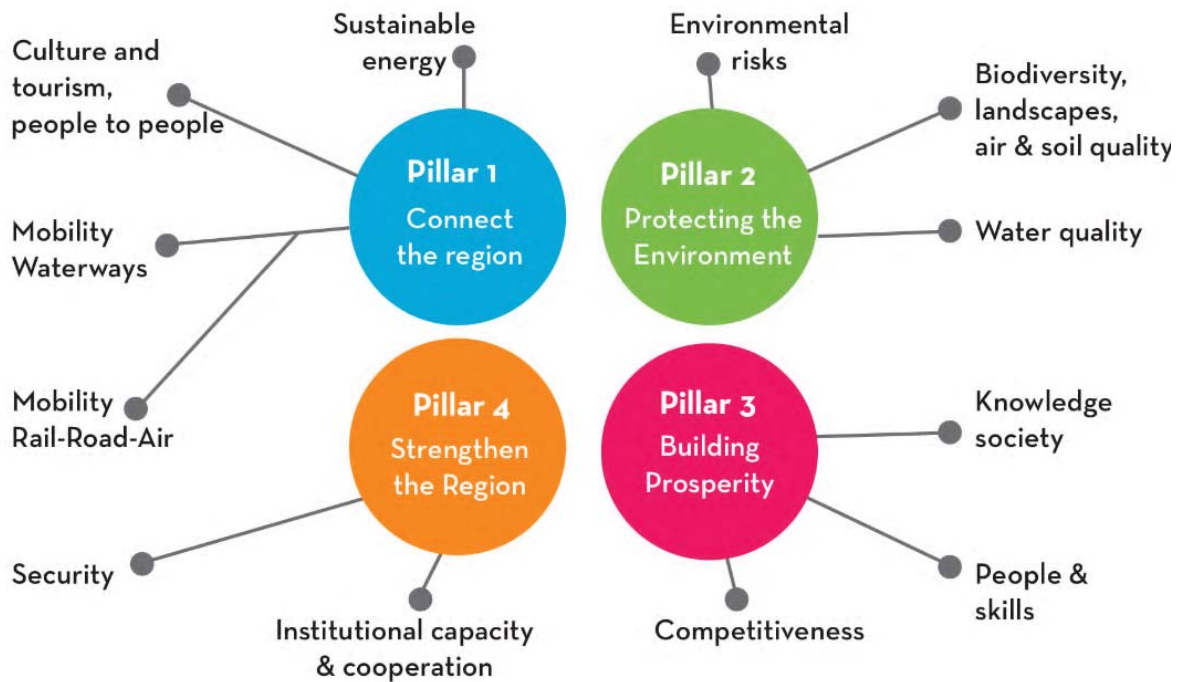 Culture and
tourism,
people to people
Sustainable
energy
Environmental
risks
Biodiversity,
landscapes,
air & soil quality
Pillar 1
Connect
the region
Pillar 2
Protecting the
Environment
Mobility
Waterways
Water quality
Mobility
Rail-Road-Air
Pillar 4
Strengthen
the Region
Pillar 3
Building
Prosperity
Knowledge
society
Security
Institutional capacity
& cooperation
Competitiveness
People &
skills